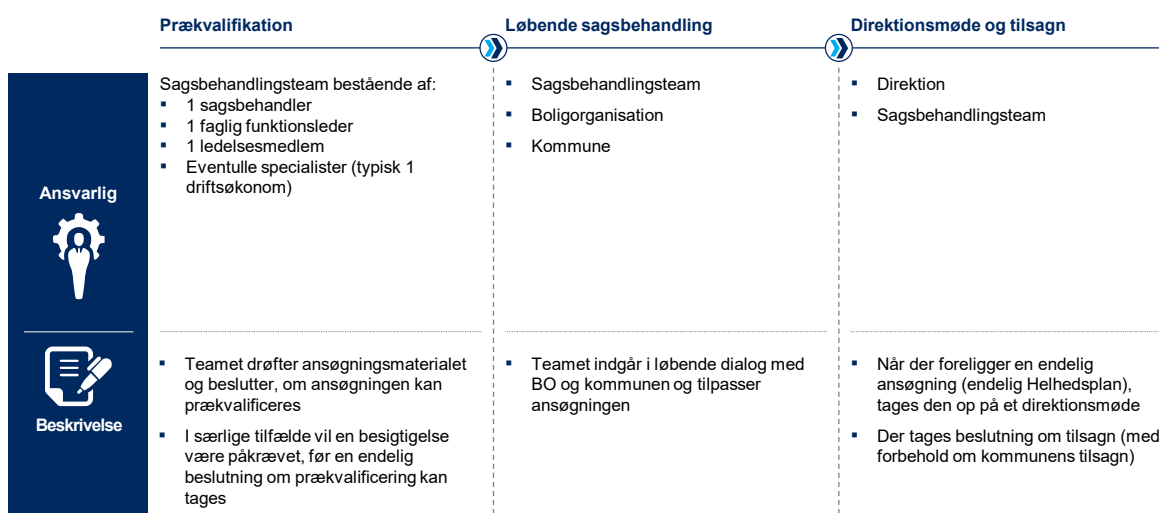 Prækvalifikation
Løbende sagsbehandling
Direktionsmøde og tilsagn
Ansvarlig
Sagsbehandlingsteam bestående af:
▪ 1 sagsbehandler
▪ 1 faglig funktionsleder
▪ 1 ledelsesmedlem
▪ Eventulle specialister (typisk 1
driftsøkonom)
▪ Sagsbehandlingsteam
▪ Boligorganisation
▪ Kommune
▪ Direktion
▪ Sagsbehandlingsteam
Beskrivelse
▪ Teamet drøfter ansøgningsmaterialet
og beslutter, om ansøgningen kan
prækvalificeres
▪ I særlige tilfælde vil en besigtigelse
være påkrævet, før en endelig
beslutning om prækvalificering kan
tages
▪ Teamet indgår i løbende dialog med
BO og kommunen og tilpasser
ansøgningen
▪ Når der foreligger en endelig
ansøgning (endelig Helhedsplan),
tages den op på et direktionsmøde
▪ Der tages beslutning om tilsagn (med
forbehold om kommunens tilsagn)